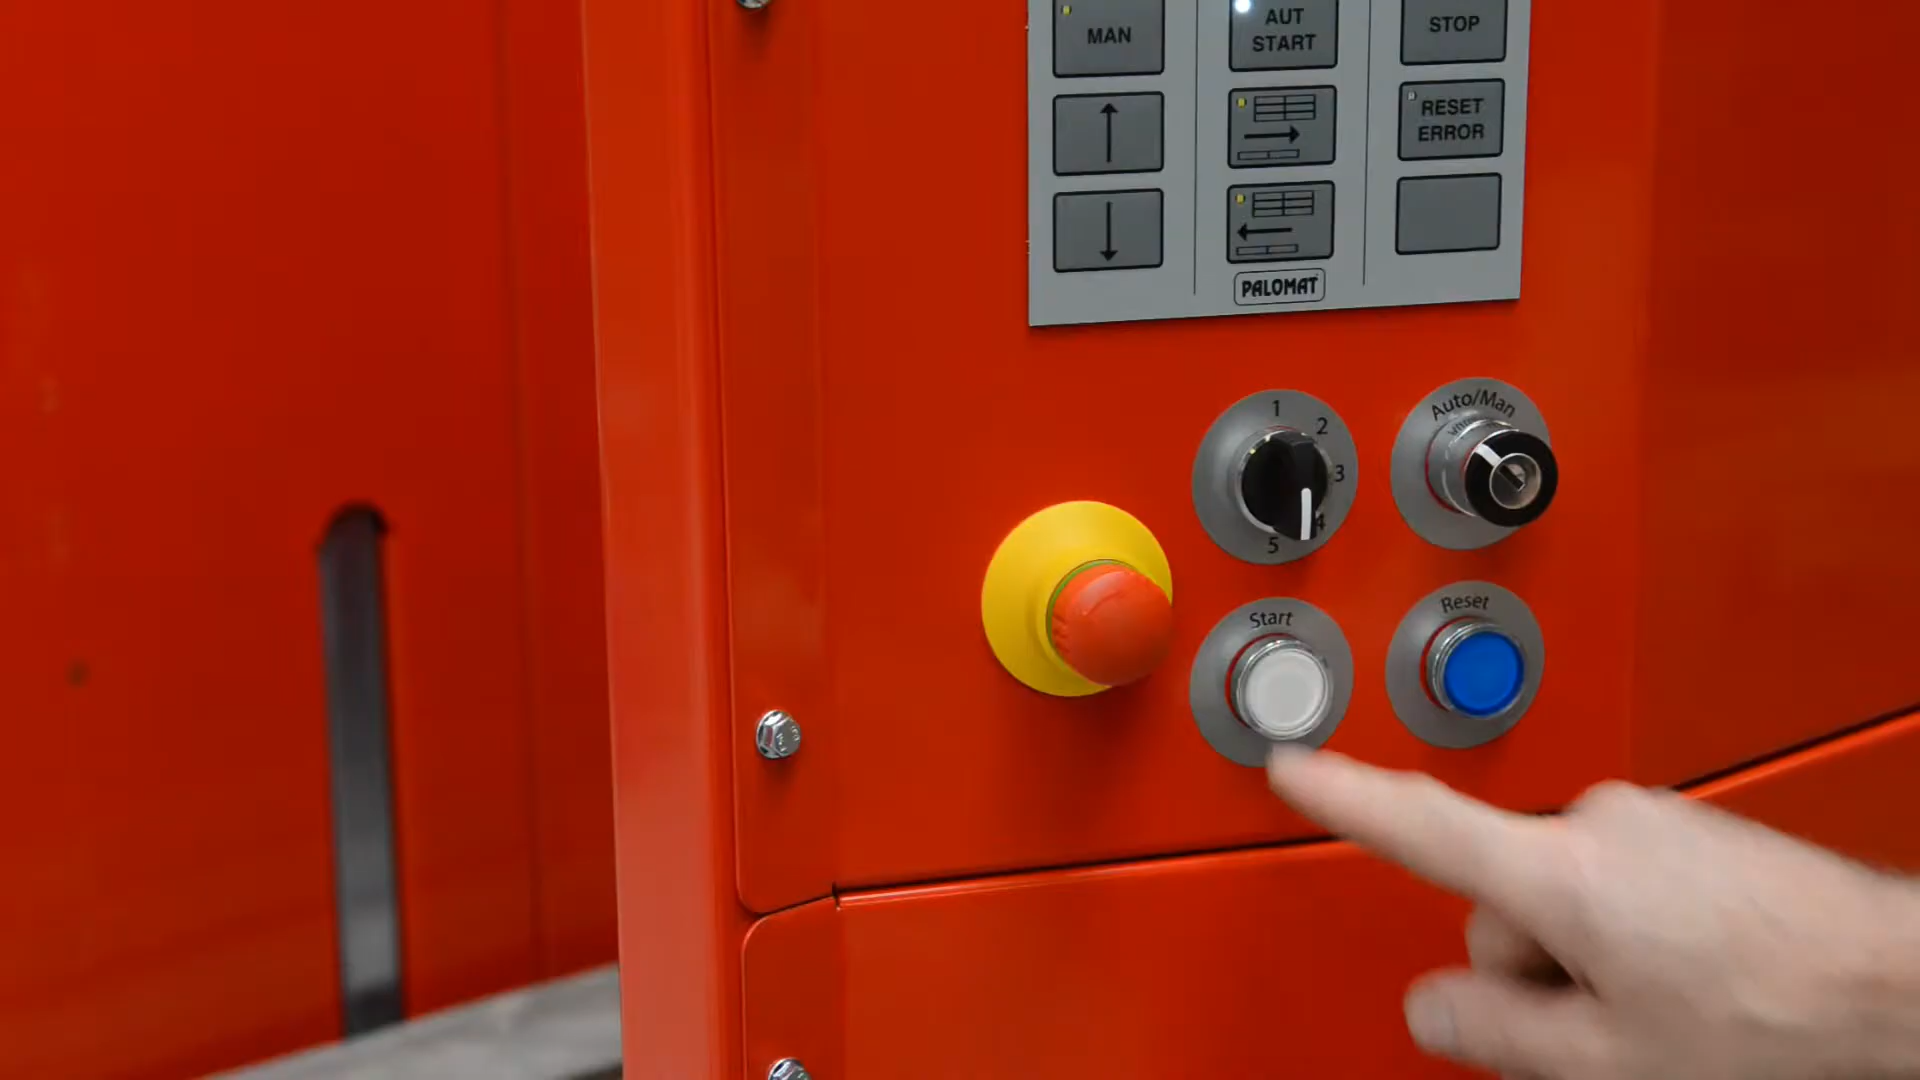 MAN
AUT
START
STOP
RESET
ERROR
PALOMAT
1
2
3
4
5
Auto/Man
Start
Reset